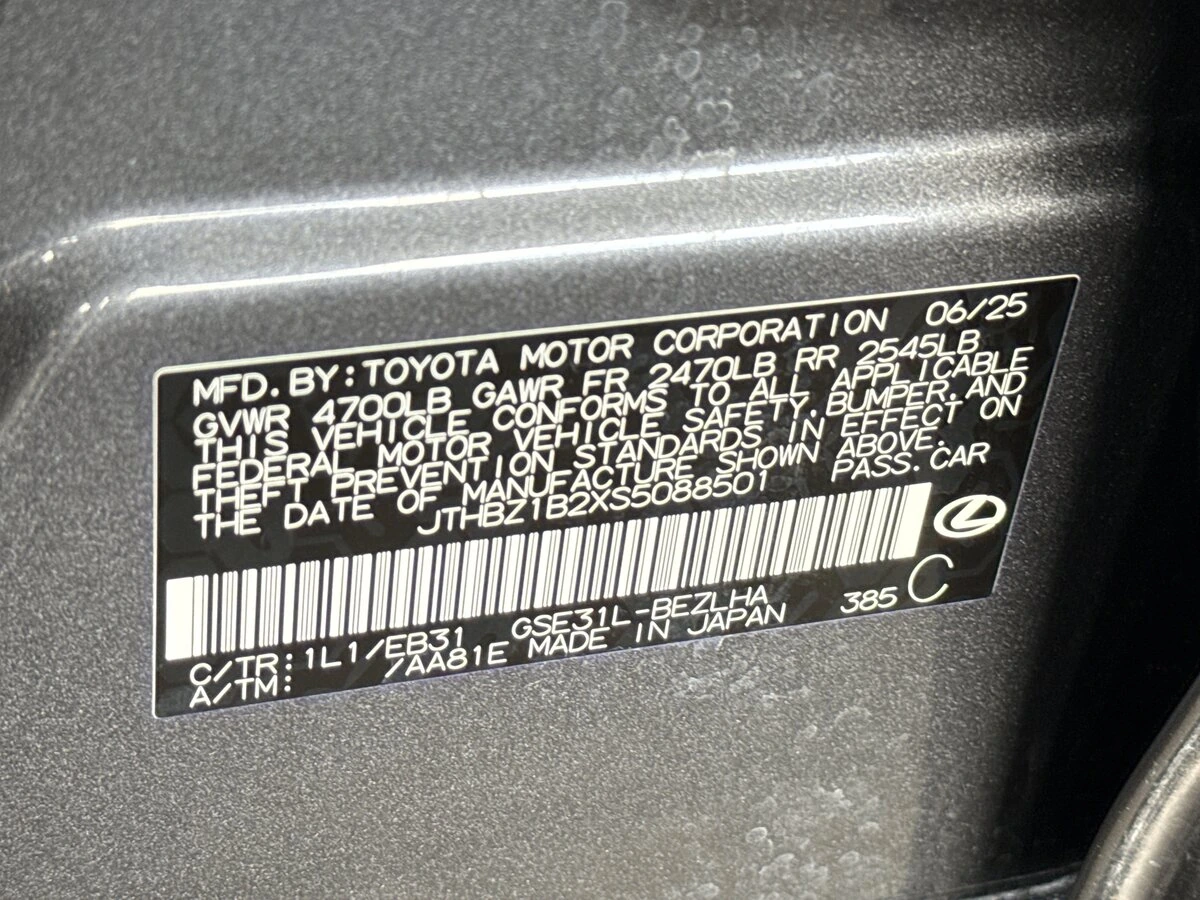 MFD. BY: TOYOTA MOTOR CORPORATION 06/25
GVWR 4700LB GAWR FR 2470LB RR 2545LB
THIS VEHICLE CONFORMS TO ALL APPLICABLE
FEDERAL MOTOR VEHICLE SAFETY, BUMPER, AND
THEFT PREVENTION STANDARDS IN EFFECT ON
THE DATE OF MANUFACTURE SHOWN ABOVE.
JTHBZ1B2XS5088501 PASS. CAR
C/TR: 1L1/EB31 GSE31L-BEZLHA 385 C
A/TM: /AA81E MADE IN JAPAN